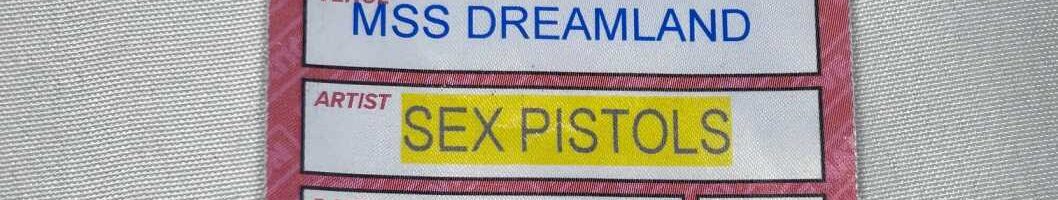 MSS DREAMLAND
ARTIST
SEX PISTOLS